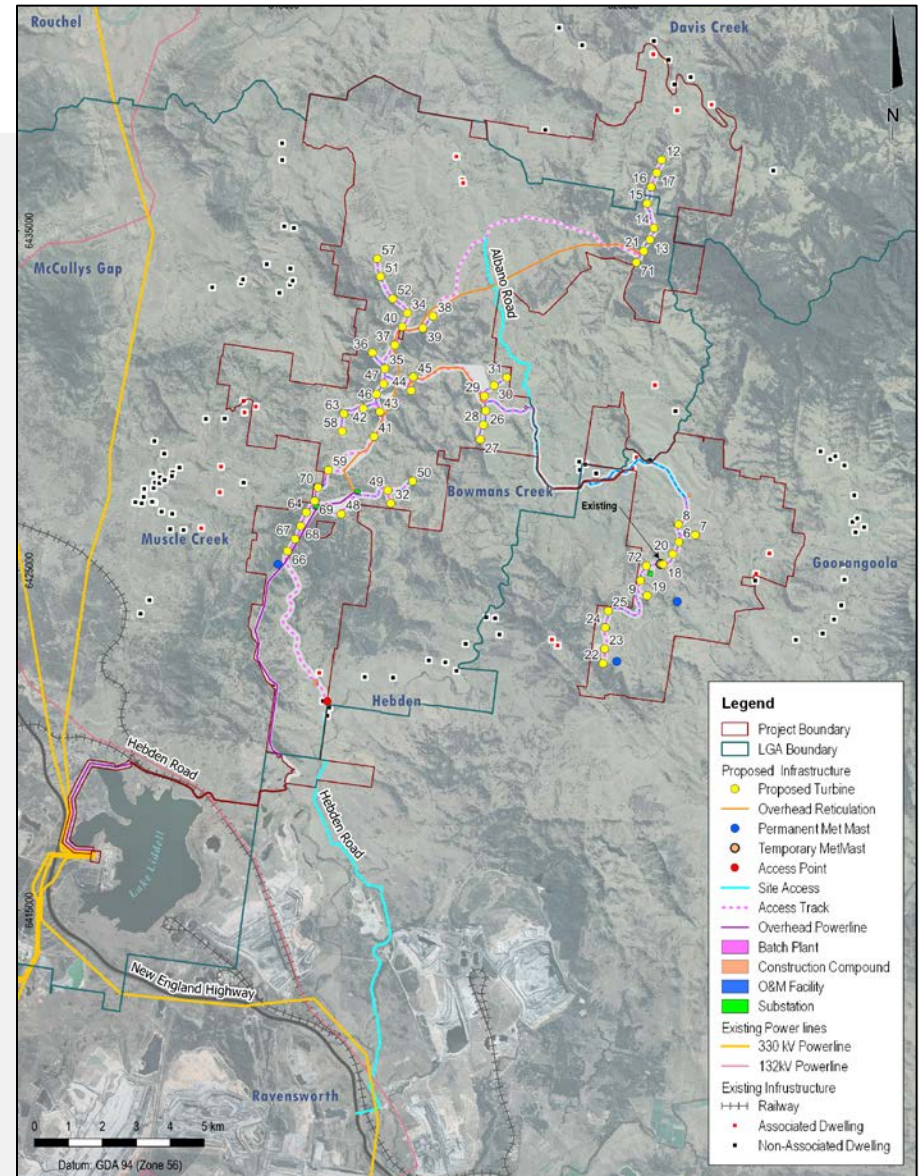 Rouchel
Davis Creek
N
12
16
17
15
14
6435000
21
13
71
57
McCullys Gap
51
Albano Road
52
34
38
40
39
37
36
35
47
45
31
44
46
29
30
63
43
28
26
42
58
41
27
59
50
49
70
Bowmans Creek
32
64
69
48
Existing
8
7
67
68
6
Muscle Creek
66
20
72
18
Goorangoola
6425000
9
19
25
24
23
22
Hebden
Hebden Road
Hebden Road
Lake Liddell
6415000
New England Highway
Ravensworth
0 1 2 3 4 5 km
Datum: GDA 94 (Zone 56)
Legend
Project Boundary
LGA Boundary
Proposed Infrastructure
Proposed Turbine
Overhead Reticulation
Permanent Met Mast
Temporary MetMast
Access Point
Site Access
Access Track
Overhead Powerline
Batch Plant
Construction Compound
O&M Facility
Substation
Existing Power lines
330 kV Powerline
132kV Powerline
Existing Infrustructure
Railway
Associated Dwelling
Non-Associated Dwelling